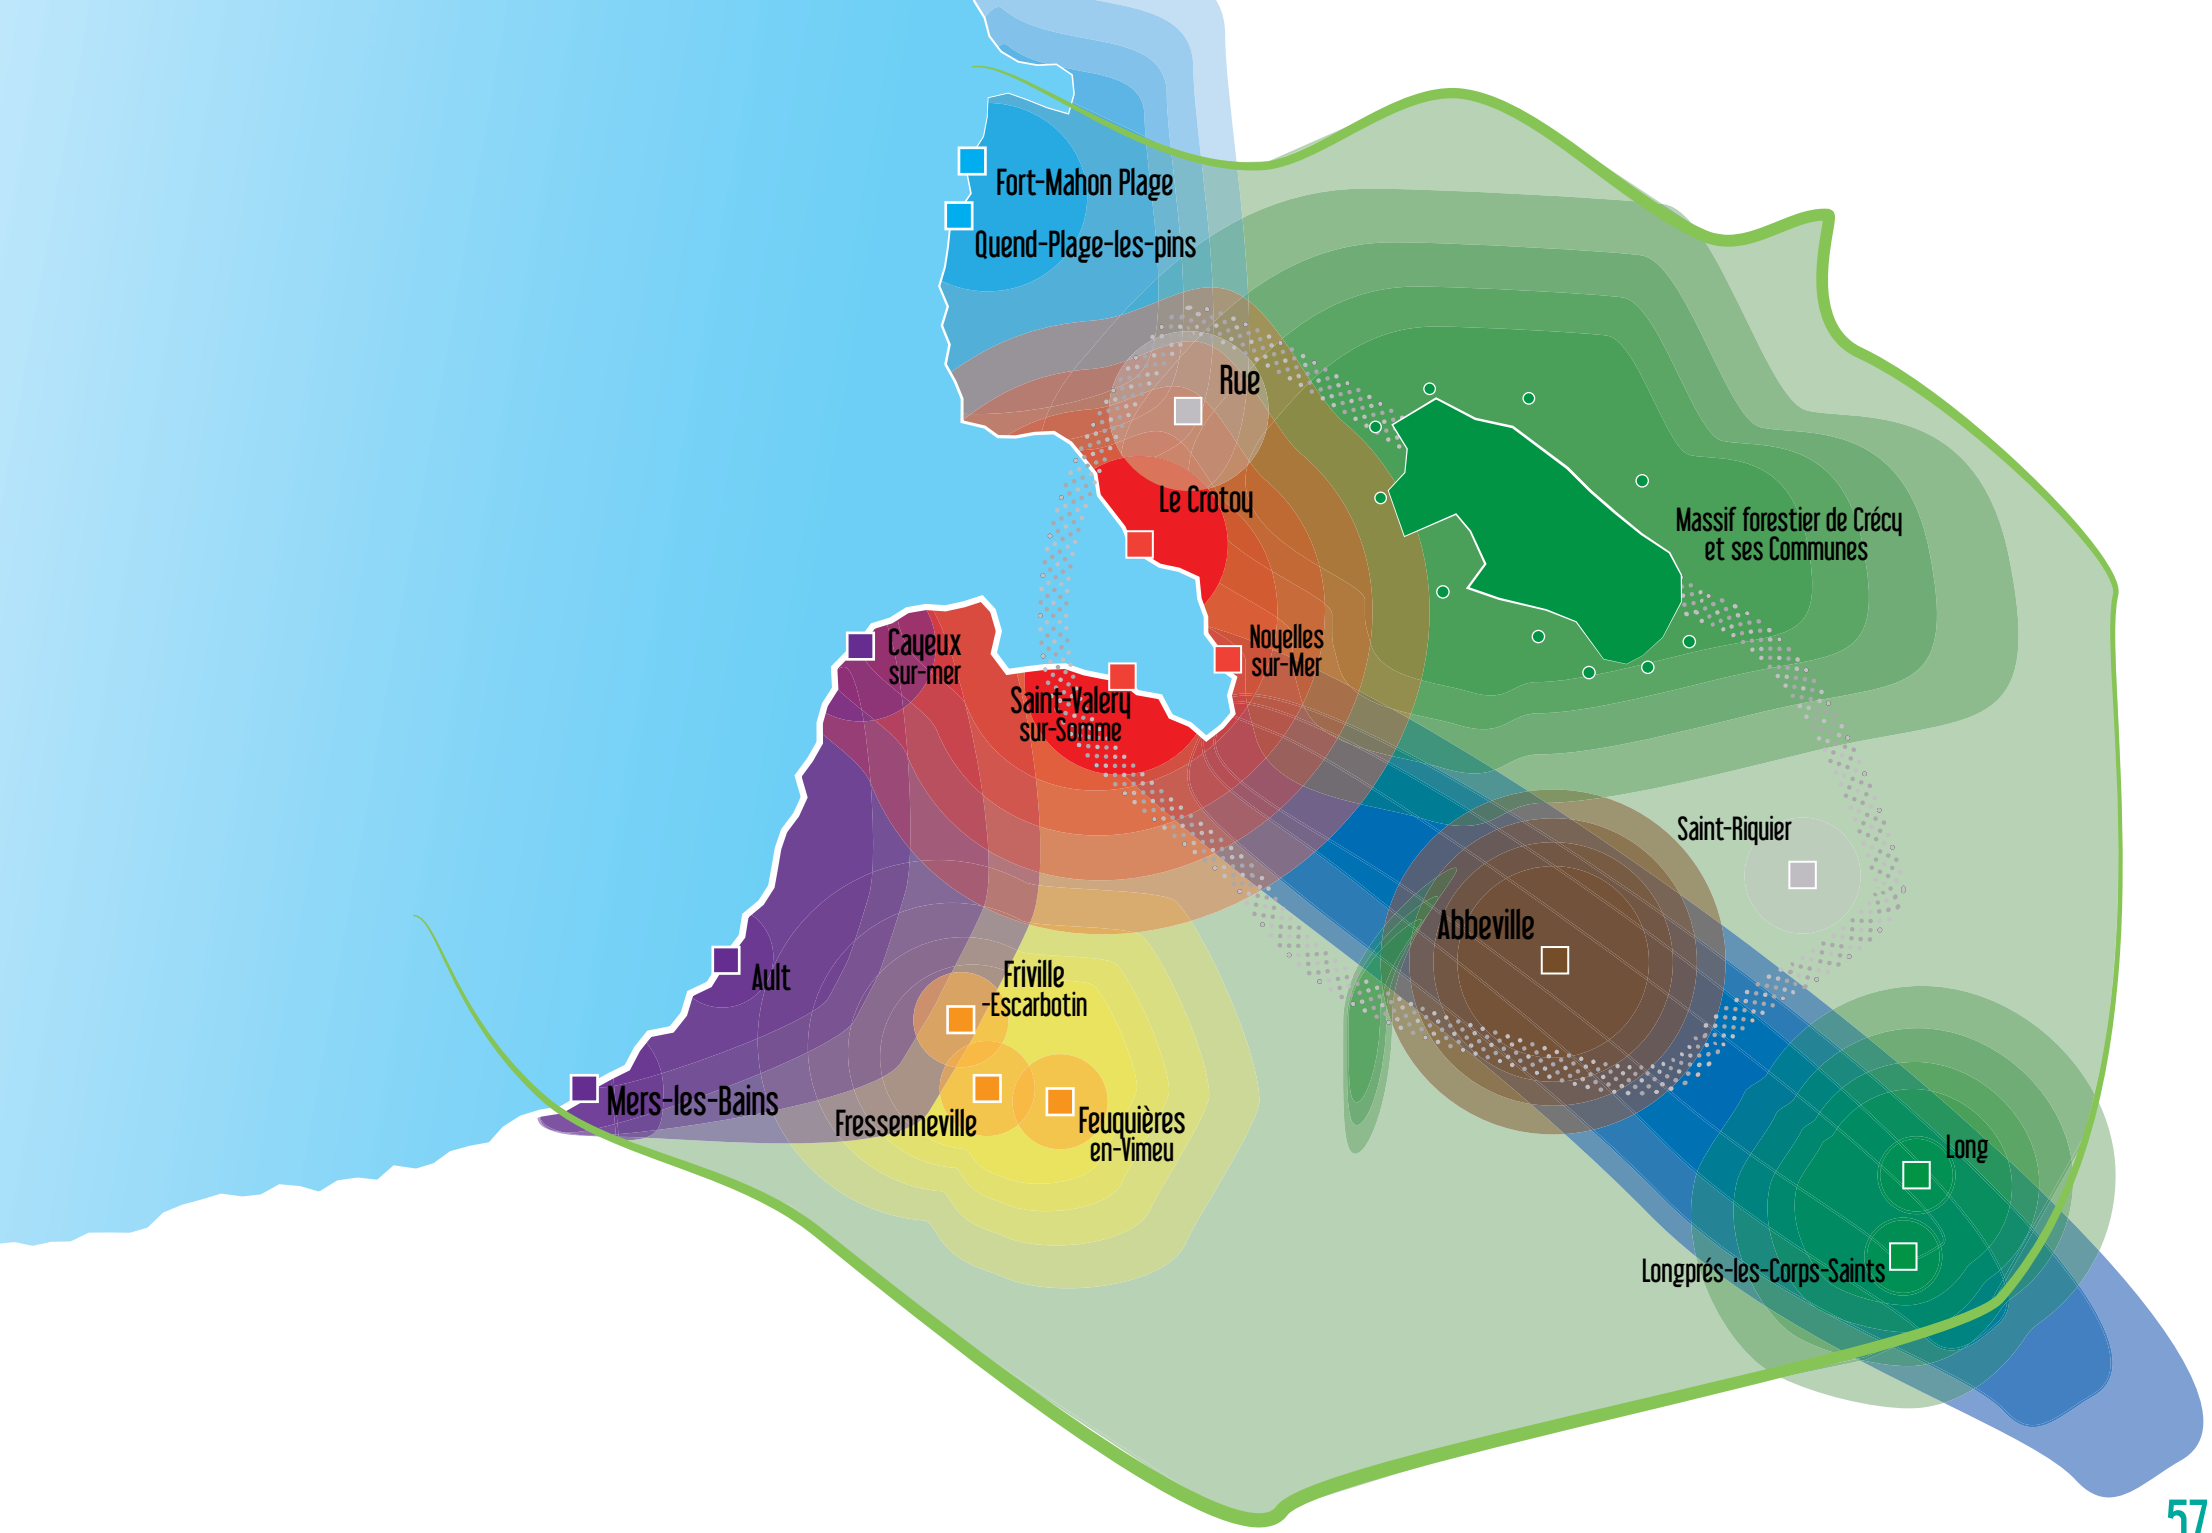 Fort-Mahon Plage
Quend-Plage-les-pins
Rue
Le Crotoy
Massif forestier de Crécy
et ses Communes
Cayeux
sur-mer
Noyelles
sur-Mer
Saint-Valery
sur-Somme
Saint-Riquier
Abbeville
Ault
Friville
-Escarbotin
Mers-les-Bains
Fressenneville
Feuquières
en-Vimeu
Long
Longprés-les-Corps-Saints
57